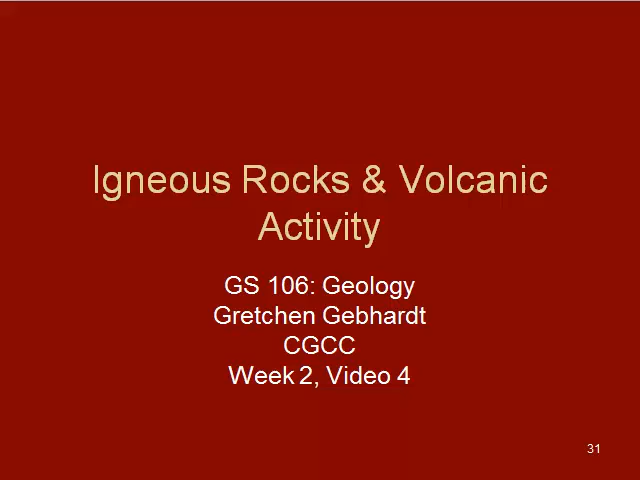 Igneous Rocks & Volcanic
Activity
GS 106: Geology
Gretchen Gebhardt
CGCC
Week 2, Video 4
31